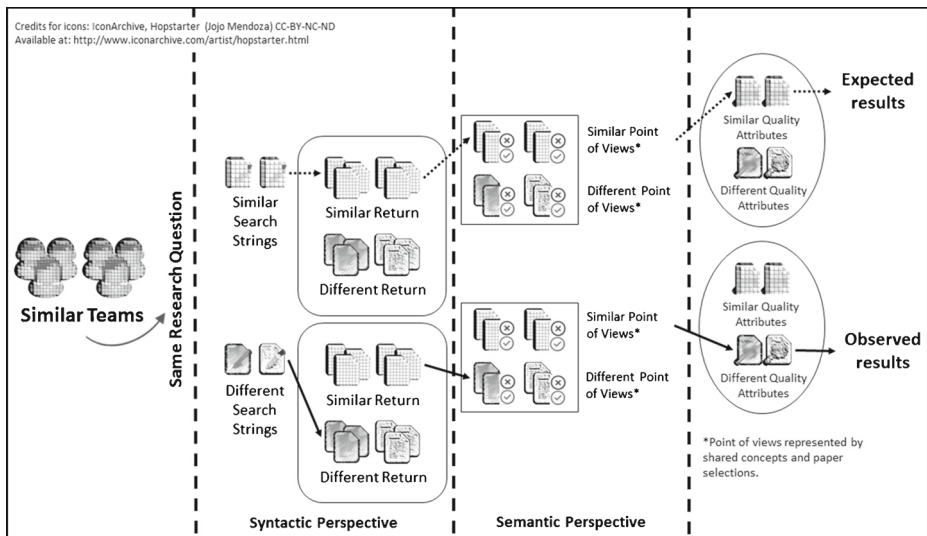 Credits for icons: IconArchive, Hopstarter (Jojo Mendoza) CC-BY-NC-ND
Available at: http://www.iconarchive.com/artist/hopstarter.html
Similar Teams
Same Research Question
Similar
Search
Strings
Similar Return
Different Return
Different
Search
Strings
Similar Return
Different Return
Syntactic Perspective
Similar Point
of Views*
Different Point
of Views*
Similar Point
of Views*
Different Point
of Views*
Semantic Perspective
Similar Quality
Attributes
Different Quality
Attributes
Expected
results
Similar Quality
Attributes
Different Quality
Attributes
Observed
results
*Point of views represented by
shared concepts and paper
selections.